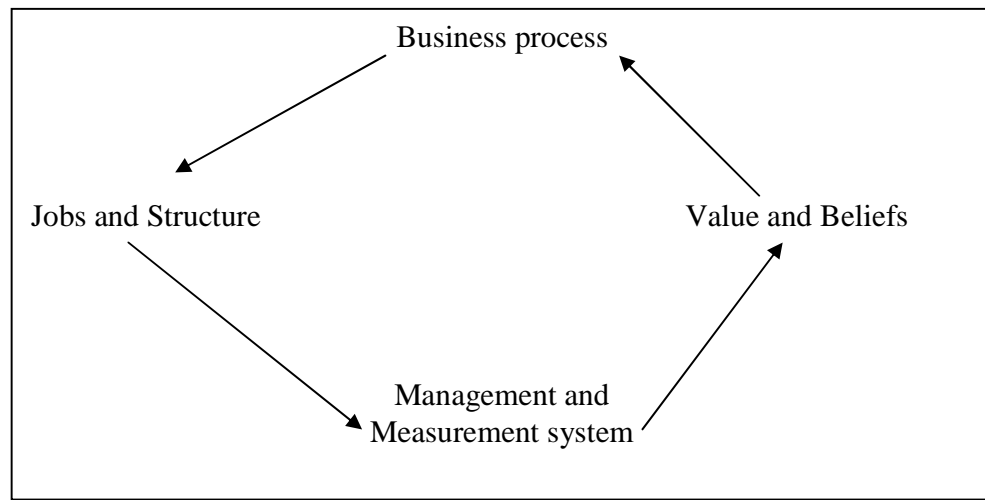 Business process
Jobs and Structure
Value and Beliefs
Management and
Measurement system